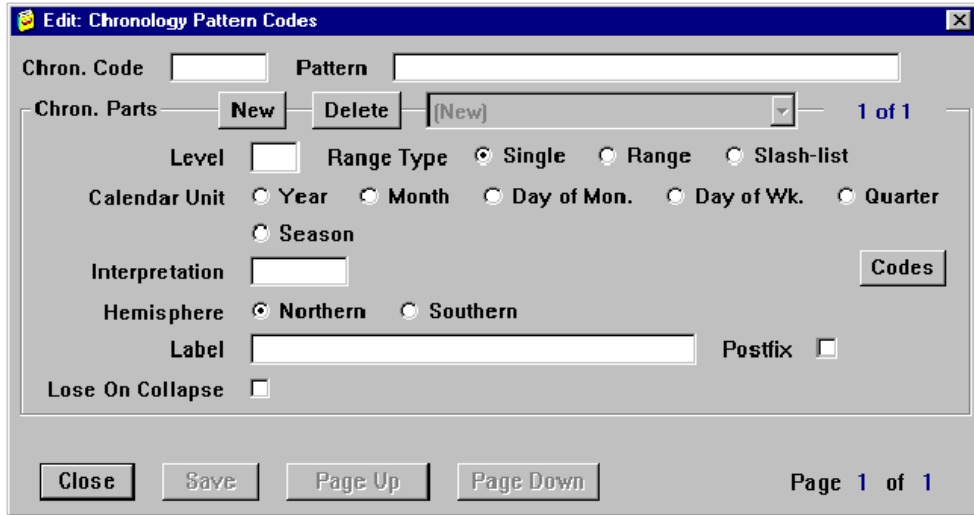 Edit: Chronology Pattern Codes
Chron. Code Pattern
Chron. Parts New Delete (New) 1 of 1
Level Range Type Single Range Slash-list
Calendar Unit Year Month Day of Mon. Day of Wk. Quarter
Season
Interpretation Codes
Hemisphere Northern Southern
Label Postfix
Lose On Collapse
Close Save Page Up Page Down Page 1 of 1